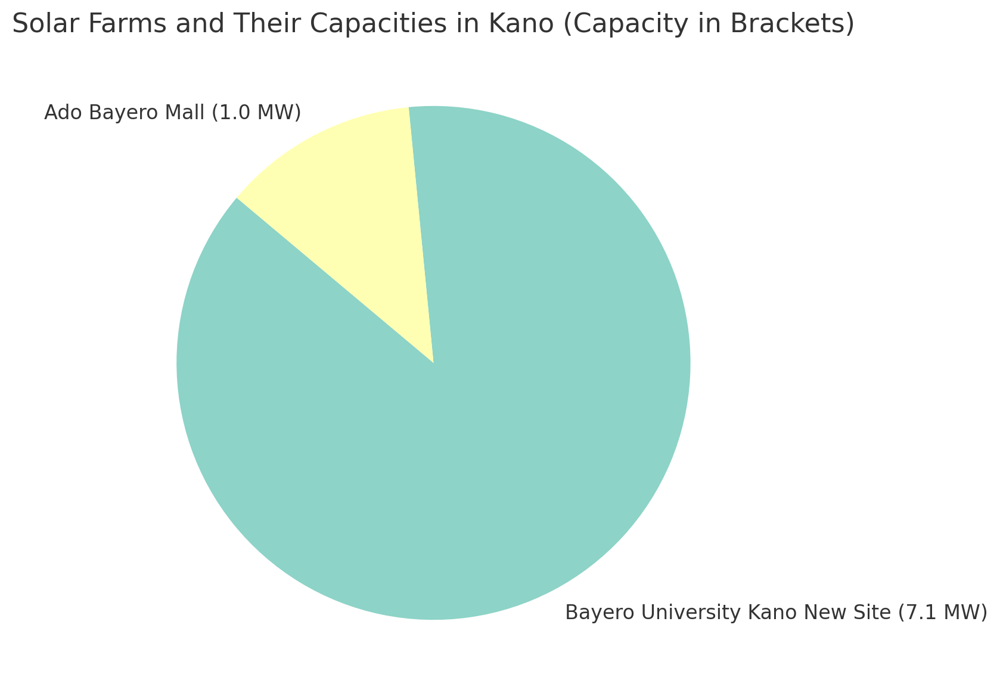 Solar Farms and Their Capacities in Kano (Capacity in Brackets)
Ado Bayero Mall (1.0 MW)
Bayero University Kano New Site (7.1 MW)